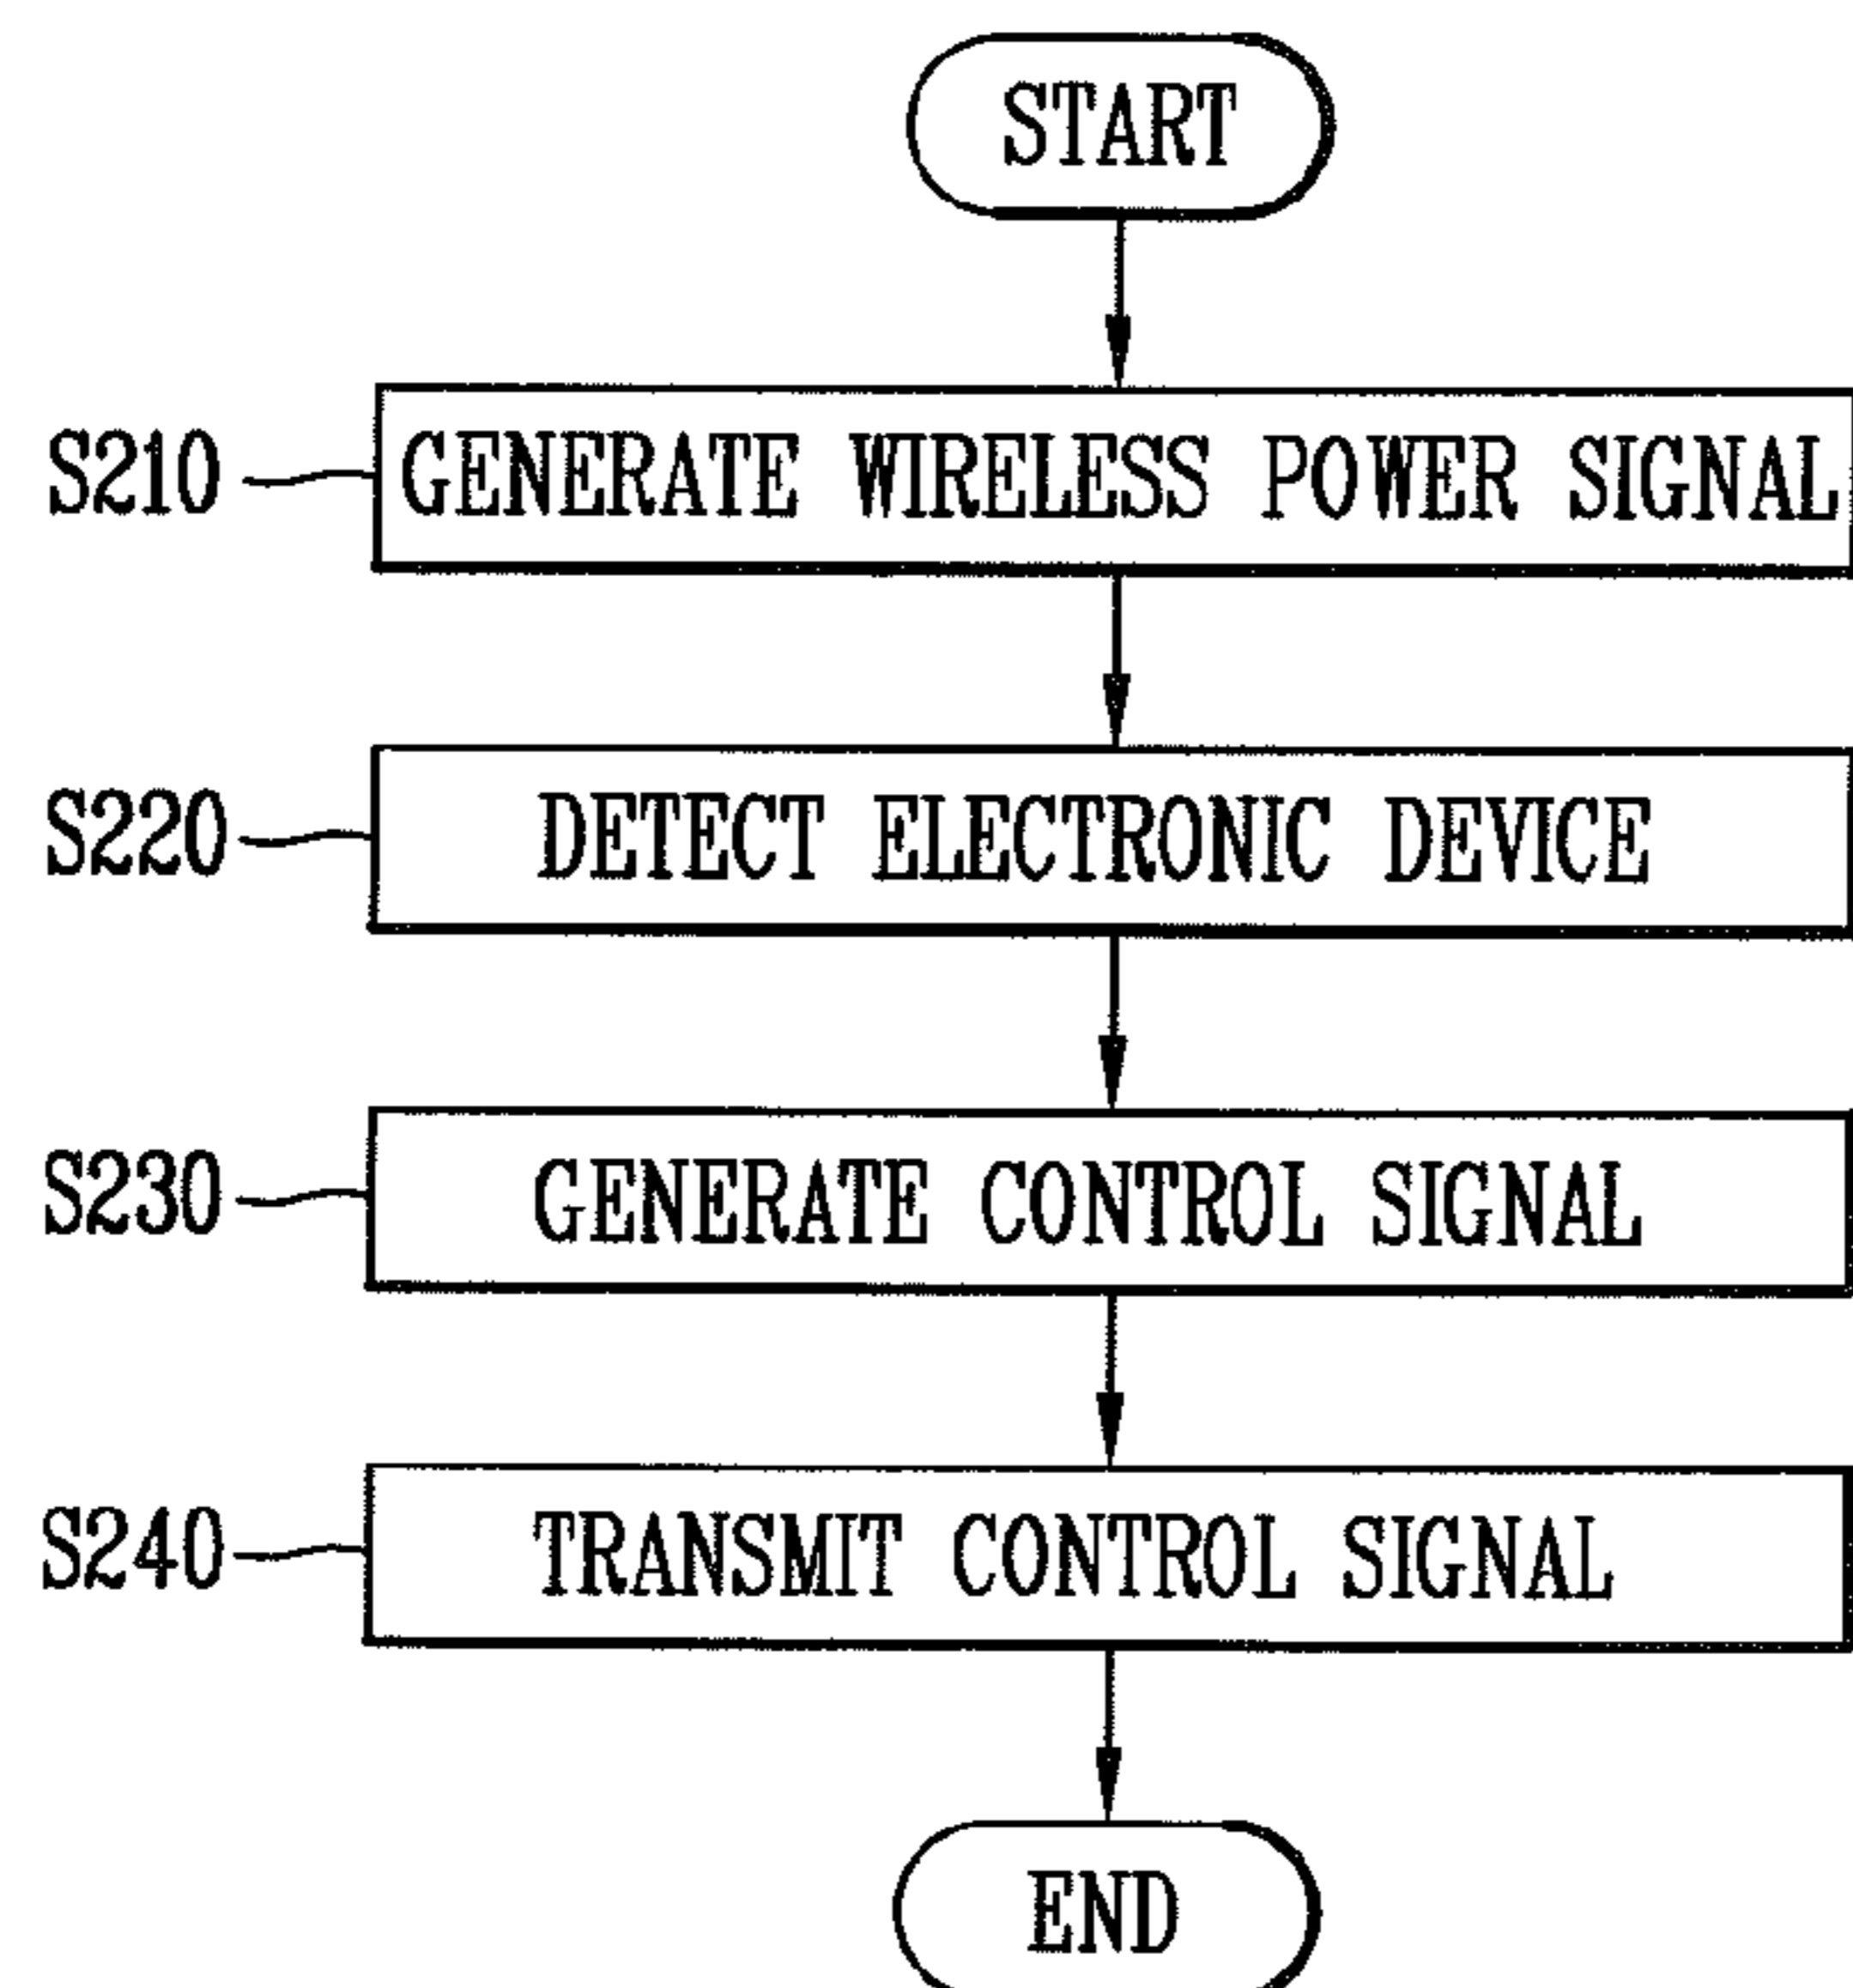 START
S210 GENERATE WIRELESS POWER SIGNAL
S220 DETECT ELECTRONIC DEVICE
S230 GENERATE CONTROL SIGNAL
S240 TRANSMIT CONTROL SIGNAL
END